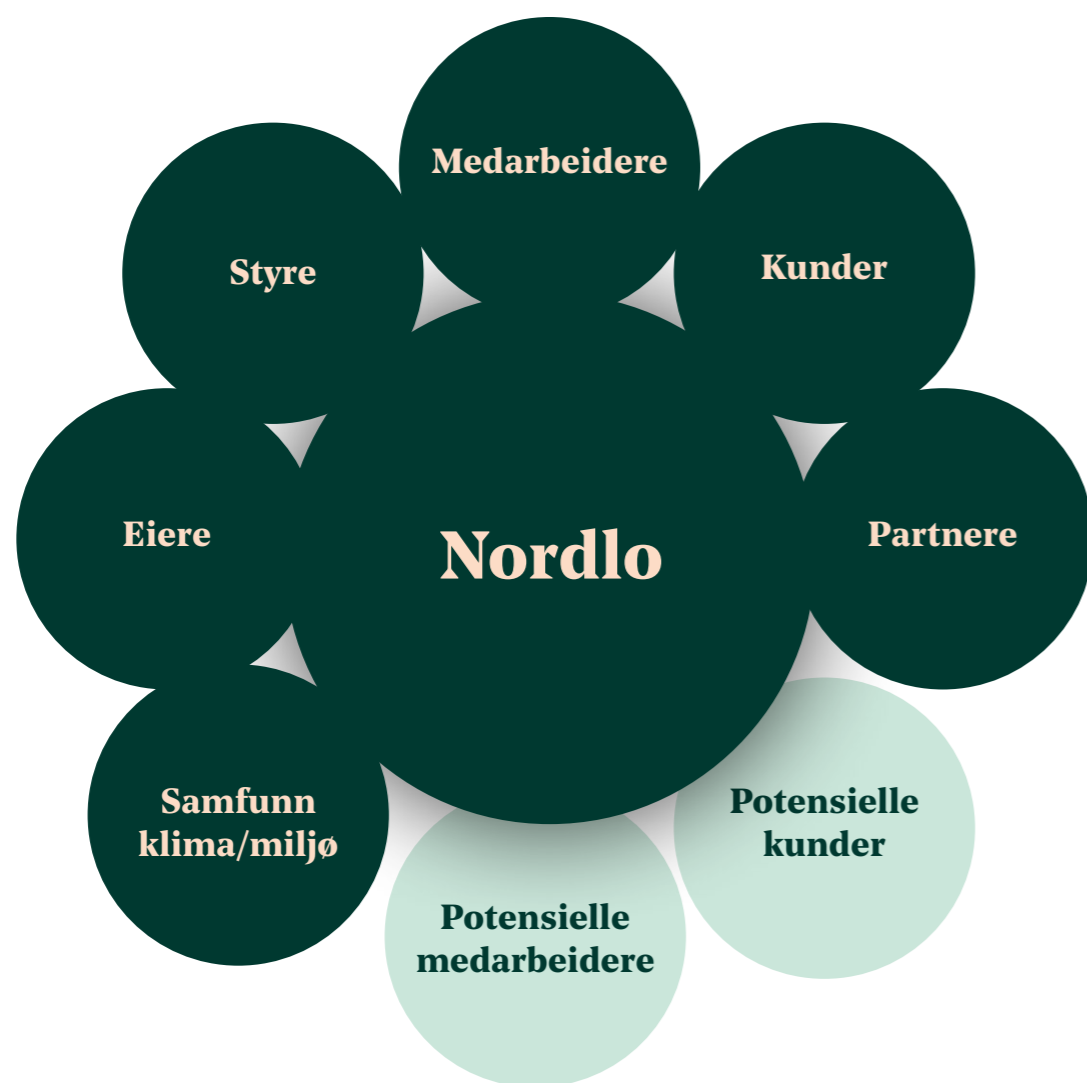 Medarbeidere
Styre
Kunder
Eiere
Nordlo
Partnere
Samfunn
klima/miljø
Potensielle
kunder
Potensielle
medarbeidere